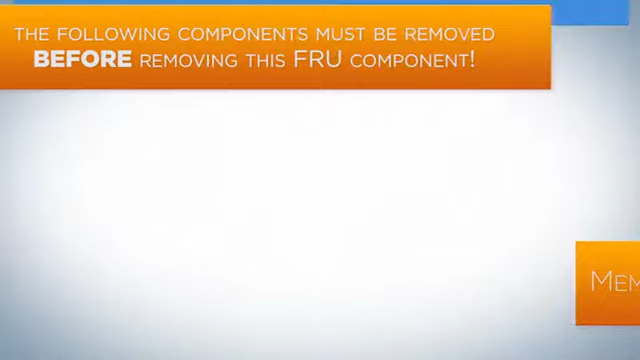 THE FOLLOWING COMPONENTS MUST BE REMOVED
BEFORE REMOVING THIS FRU COMPONENT!